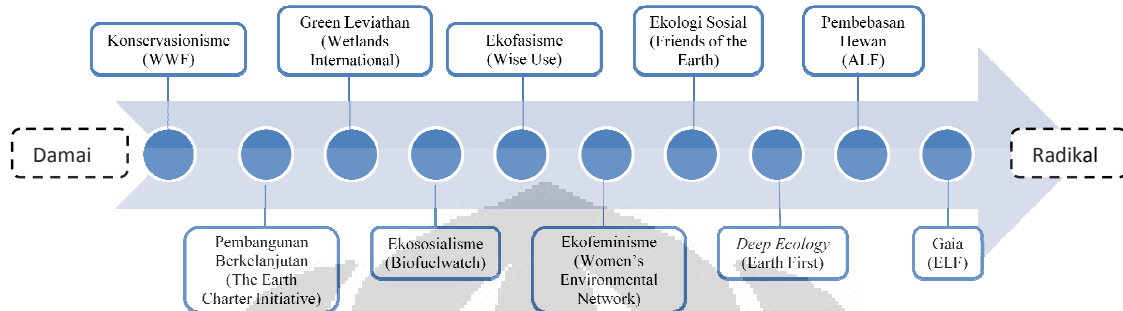 Konservasionisme
(WWF)
Green Leviathan
(Wetlands
International)
Ekofasisme
(Wise Use)
Ekologi Sosial
(Friends of the
Earth)
Pembebasan
Hewan
(ALF)
Damai
Radikal
Pembangunan
Berkelanjutan
(The Earth
Charter Initiative)
Ekososialisme
(Biofuelwatch)
Ekofeminisme
(Women's
Environmental
Network)
Deep Ecology
(Earth First)
Gaia
(ELF)